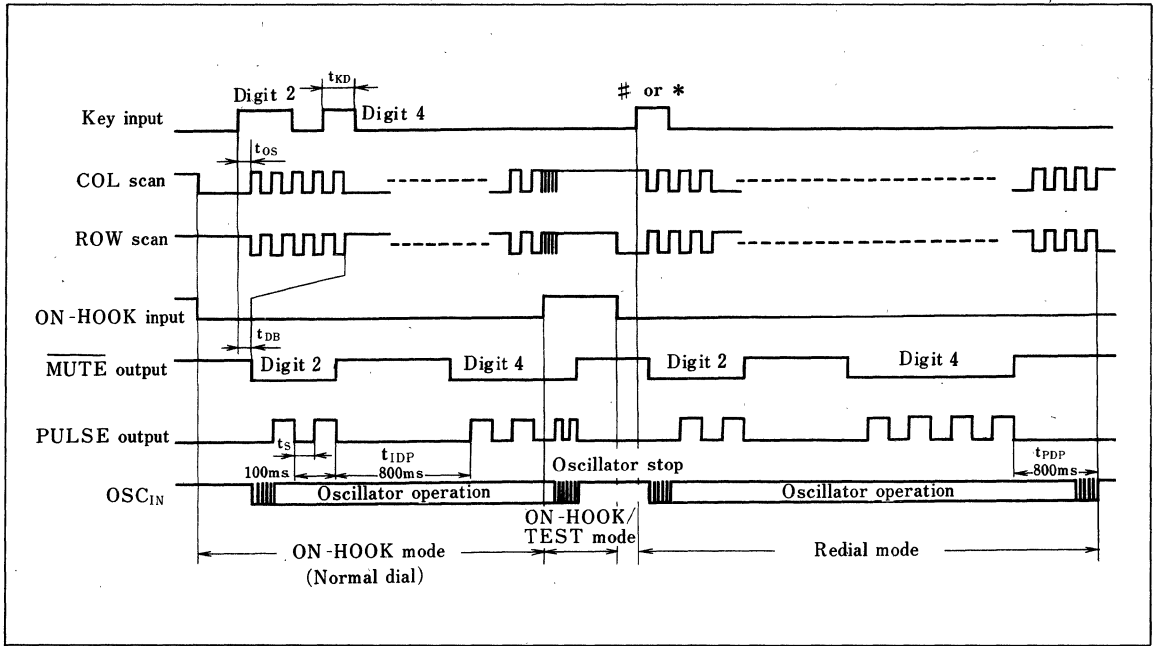 tKD
Digit 2
Digit 4
# or *
Key input
tOS
COL scan
ROW scan
ON-HOOK input
tDB
MUTE output
Digit 2
Digit 4
Digit 2
Digit 4
PULSE output
tS
tIDP
Oscillator stop
tPDP
100ms
800ms
800ms
OSCIN
Oscillator operation
Oscillator operation
ON-HOOK/
TEST mode
ON-HOOK mode
Redial mode
(Normal dial)